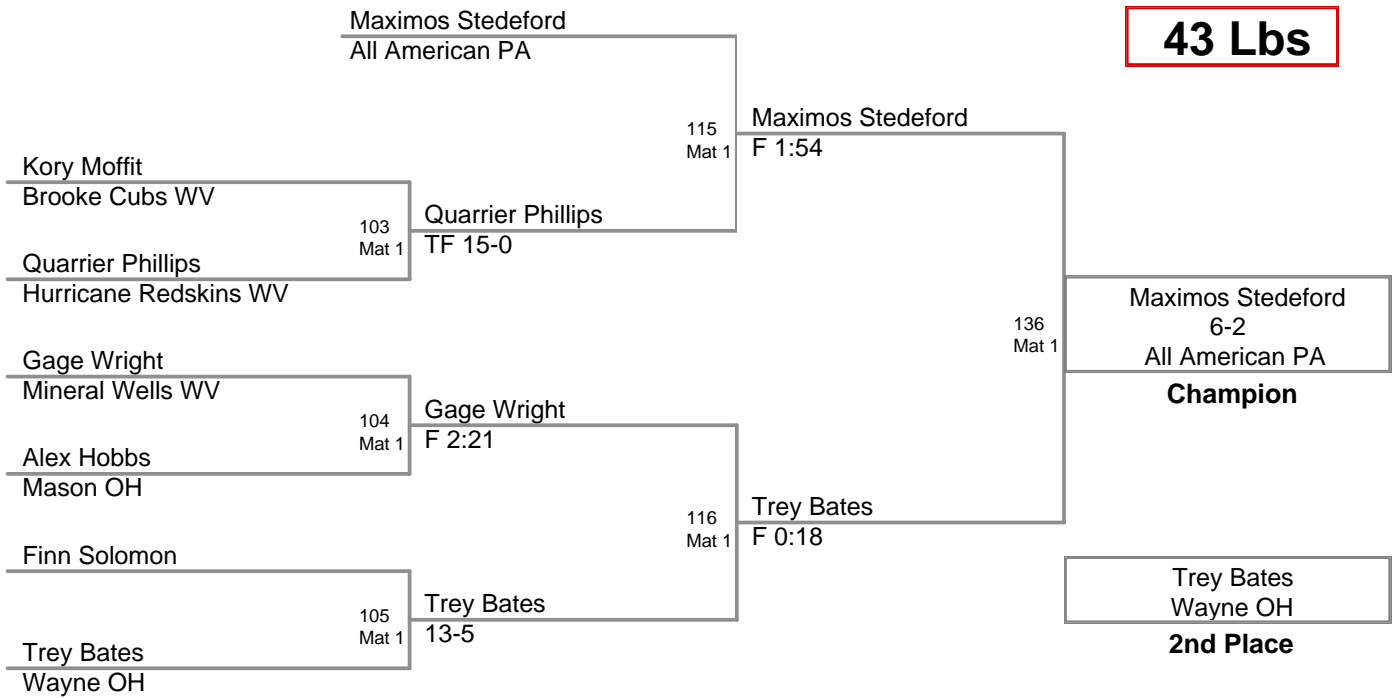 Maximos Stedeford
All American PA
43 Lbs
115
Mat 1
Maximos Stedeford
F 1:54
Kory Moffit
Brooke Cubs WV
103
Mat 1
Quarrier Phillips
TF 15-0
Quarrier Phillips
Hurricane Redskins WV
136
Mat 1
Maximos Stedeford
6-2
All American PA
Champion
Gage Wright
Mineral Wells WV
104
Mat 1
Gage Wright
F 2:21
Alex Hobbs
Mason OH
116
Mat 1
Trey Bates
F 0:18
Finn Solomon
105
Mat 1
Trey Bates
13-5
Trey Bates
Wayne OH
Trey Bates
Wayne OH
2nd Place